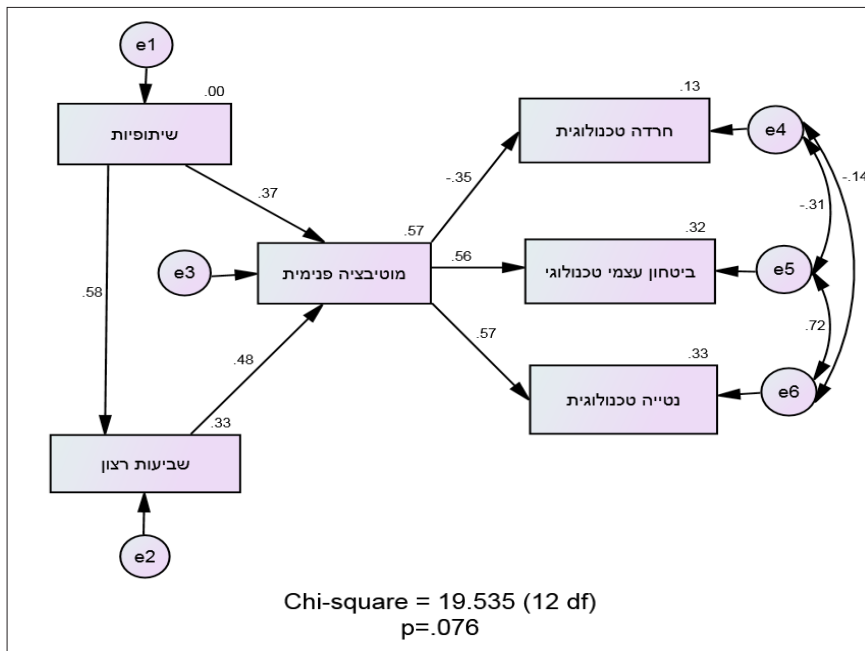 e1
.00
שיתופיות
.13
חרדה טכנולוגית
e4
-.14
-.35
-.31
.37
.57
.32
e3
מוטיבציה פנימית
.56
ביטחון עצמי טכנולוגי
e5
.58
.72
.48
.57
.33
נטייה טכנולוגית
e6
.33
שביעות רצון
e2
Chi-square = 19.535 (12 df)
p=.076